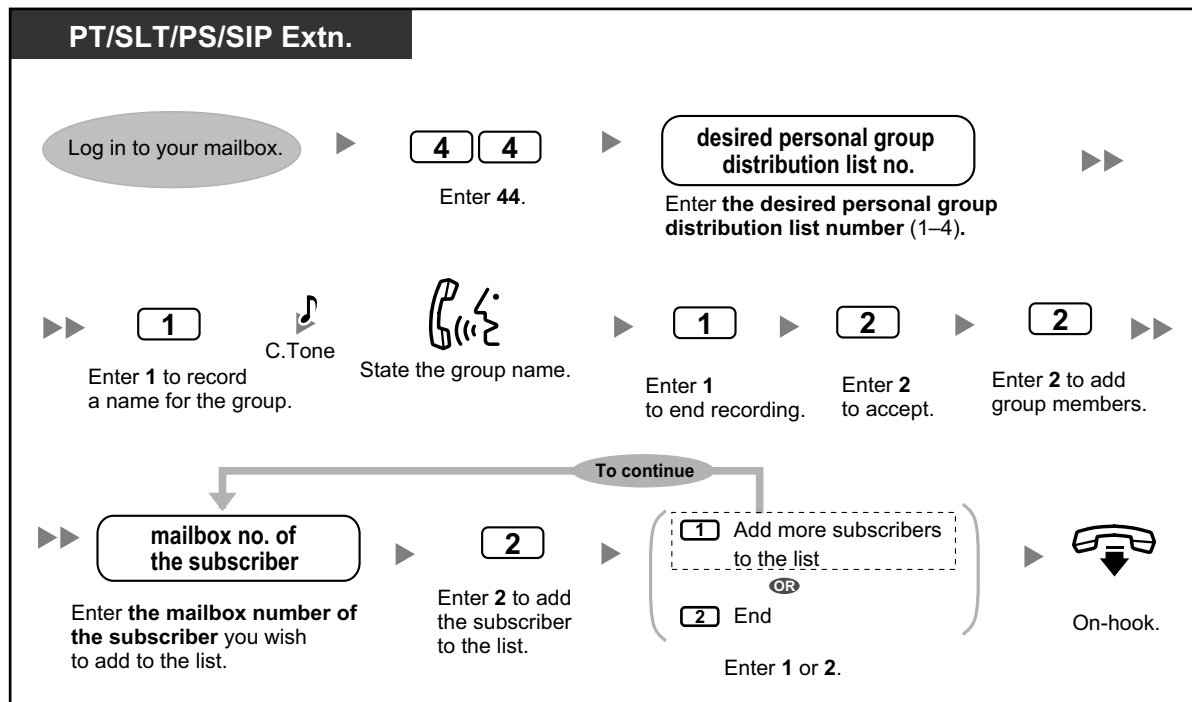 PT/SLT/PS/SIP Extn.
Log in to your mailbox.
4 4
Enter 44.
desired personal group
distribution list no.
Enter the desired personal group
distribution list number (1–4).
1
Enter 1 to record
a name for the group.
C.Tone
State the group name.
1
Enter 1
to end recording.
2
Enter 2
to accept.
2
Enter 2 to add
group members.
To continue
mailbox no. of
the subscriber
Enter the mailbox number of
the subscriber you wish
to add to the list.
2
Enter 2 to add
the subscriber
to the list.
1 Add more subscribers
to the list
OR
2 End
Enter 1 or 2.
On-hook.